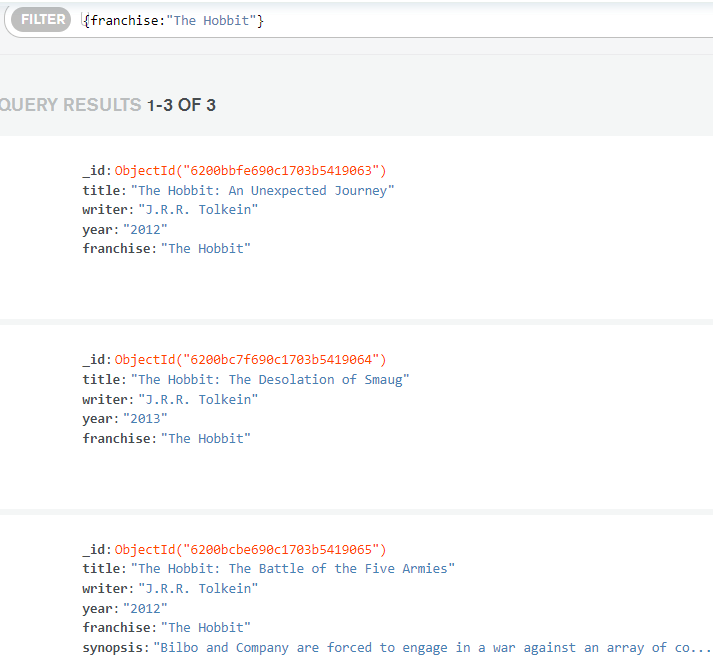 FILTER {franchise:"The Hobbit"}
QUERY RESULTS 1-3 OF 3
_id: ObjectId("6200bbfe690c1703b5419063")
title: "The Hobbit: An Unexpected Journey"
writer: "J.R.R. Tolkein"
year: "2012"
franchise: "The Hobbit"
_id: ObjectId("6200bc7f690c1703b5419064")
title: "The Hobbit: The Desolation of Smaug"
writer: "J.R.R. Tolkein"
year: "2013"
franchise: "The Hobbit"
_id: ObjectId("6200bcbe690c1703b5419065")
title: "The Hobbit: The Battle of the Five Armies"
writer: "J.R.R. Tolkein"
year: "2012"
franchise: "The Hobbit"
synopsis: "Bilbo and Company are forced to engage in a war against an array of co...